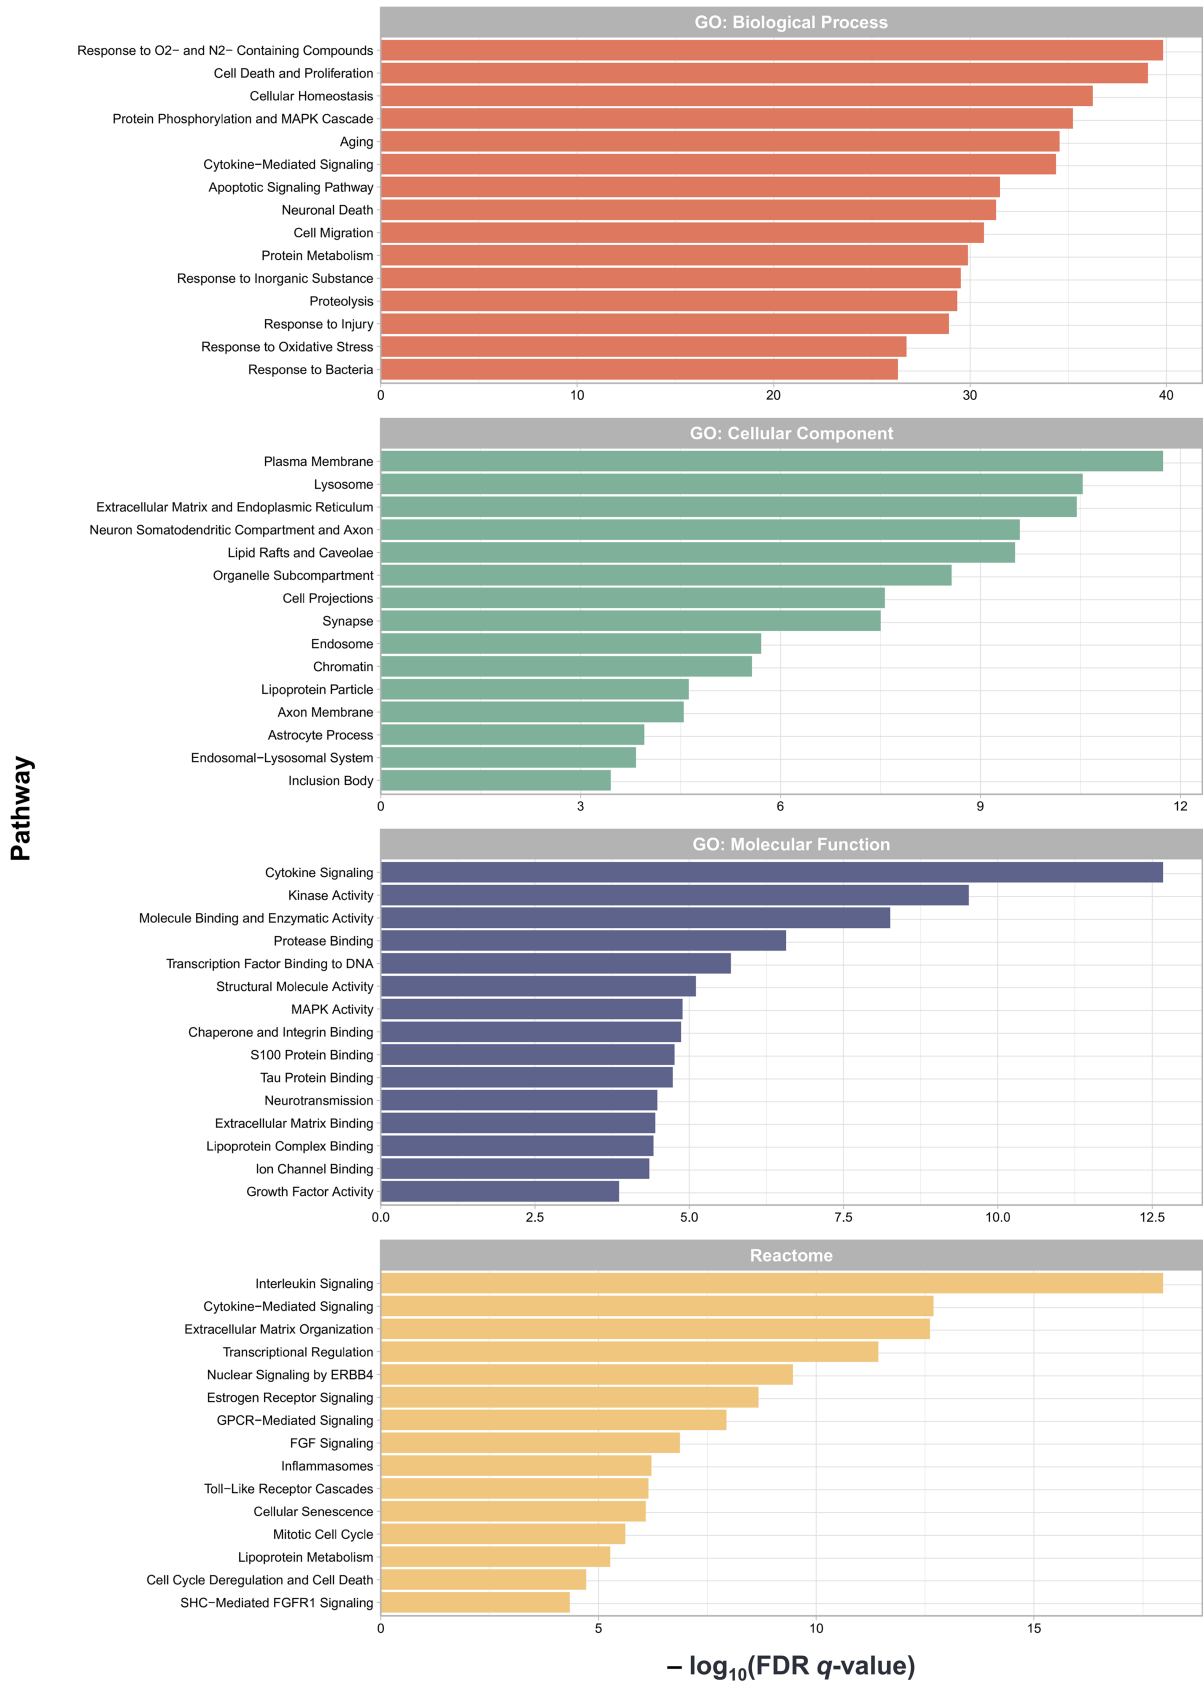 GO: Biological Process
Response to O2− and N2− Containing Compounds
Cell Death and Proliferation
Cellular Homeostasis
Protein Phosphorylation and MAPK Cascade
Aging
Cytokine−Mediated Signaling
Apoptotic Signaling Pathway
Neuronal Death
Cell Migration
Protein Metabolism
Response to Inorganic Substance
Proteolysis
Response to Injury
Response to Oxidative Stress
Response to Bacteria
0 10 20 30 40
GO: Cellular Component
Plasma Membrane
Lysosome
Extracellular Matrix and Endoplasmic Reticulum
Neuron Somatodendritic Compartment and Axon
Lipid Rafts and Caveolae
Organelle Subcompartment
Cell Projections
Synapse
Endosome
Chromatin
Lipoprotein Particle
Axon Membrane
Astrocyte Process
Endosomal−Lysosomal System
Inclusion Body
0 3 6 9 12
Pathway
GO: Molecular Function
Cytokine Signaling
Kinase Activity
Molecule Binding and Enzymatic Activity
Protease Binding
Transcription Factor Binding to DNA
Structural Molecule Activity
MAPK Activity
Chaperone and Integrin Binding
S100 Protein Binding
Tau Protein Binding
Neurotransmission
Extracellular Matrix Binding
Lipoprotein Complex Binding
Ion Channel Binding
Growth Factor Activity
0.0 2.5 5.0 7.5 10.0 12.5
Reactome
Interleukin Signaling
Cytokine−Mediated Signaling
Extracellular Matrix Organization
Transcriptional Regulation
Nuclear Signaling by ERBB4
Estrogen Receptor Signaling
GPCR−Mediated Signaling
FGF Signaling
Inflammasomes
Toll−Like Receptor Cascades
Cellular Senescence
Mitotic Cell Cycle
Lipoprotein Metabolism
Cell Cycle Deregulation and Cell Death
SHC−Mediated FGFR1 Signaling
0 5 10 15
− log₁₀(FDR q-value)